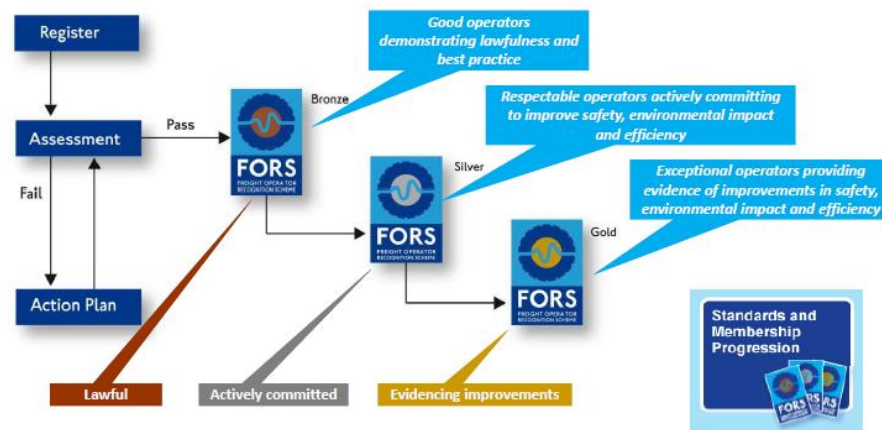 Register
Assessment
Pass
Fail
Action Plan
Good operators
demonstrating lawfulness and
best practice
Bronze
FORS
FREIGHT OPERATOR
RECOGNITION SCHEME
Respectable operators actively committing
to improve safety, environmental impact
and efficiency
Silver
FORS
FREIGHT OPERATOR
RECOGNITION SCHEME
Exceptional operators providing
evidence of improvements in safety,
environmental impact and efficiency
Gold
FORS
FREIGHT OPERATOR
RECOGNITION SCHEME
Lawful
Actively committed
Evidencing improvements
Standards and
Membership
Progression
FORS